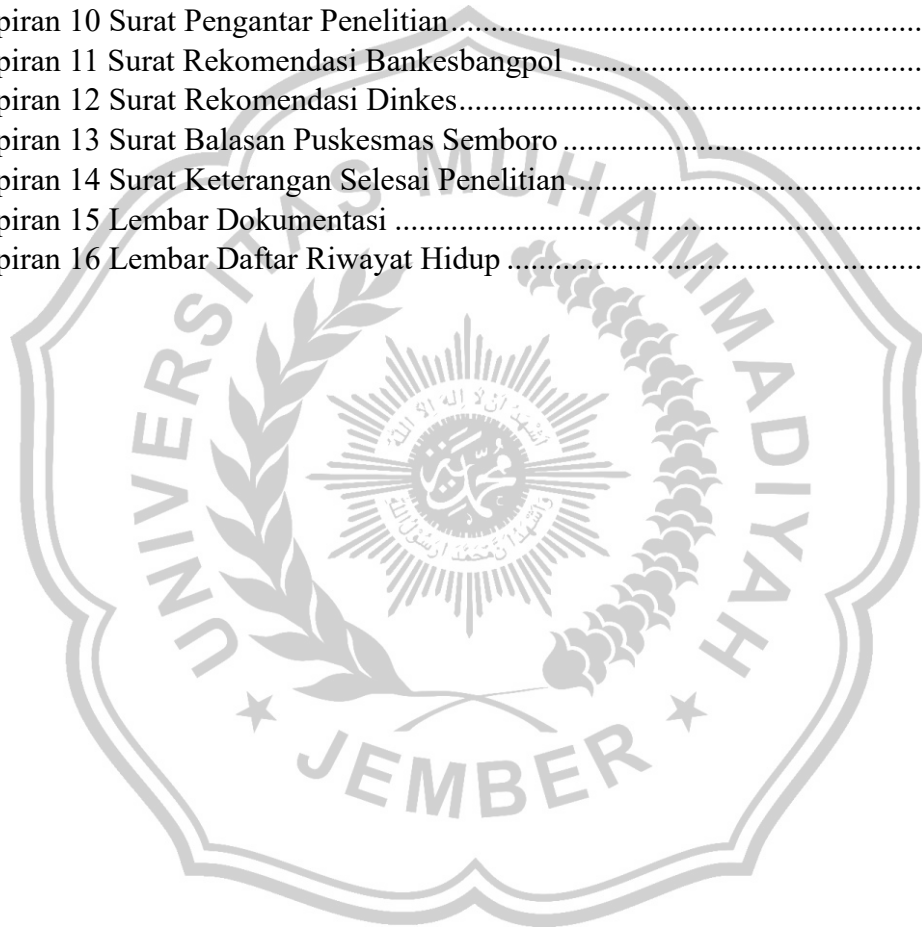 piran 10 Surat Pengantar Penelitian................................................................
piran 11 Surat Rekomendasi Bankesbangpol ................................................
piran 12 Surat Rekomendasi Dinkes..............................................................
piran 13 Surat Balasan Puskesmas Semboro ................................................
piran 14 Surat Keterangan Selesai Penelitian ................................................
piran 15 Lembar Dokumentasi ......................................................................
piran 16 Lembar Daftar Riwayat Hidup ........................................................
UNIVERSITAS MUHAMMADIYAH
JEMBER